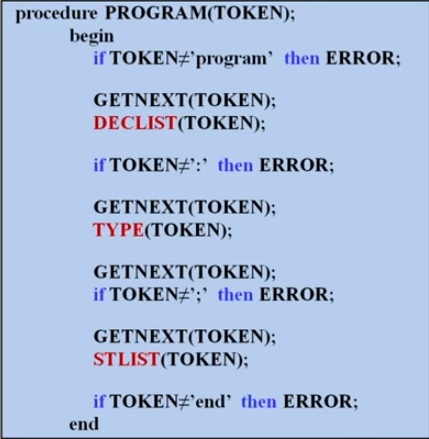 procedure PROGRAM(TOKEN);
begin
if TOKEN≠’program’ then ERROR;
GETNEXT(TOKEN);
DECLIST(TOKEN);
if TOKEN≠’:’ then ERROR;
GETNEXT(TOKEN);
TYPE(TOKEN);
GETNEXT(TOKEN);
if TOKEN≠’;’ then ERROR;
GETNEXT(TOKEN);
STLIST(TOKEN);
if TOKEN≠’end’ then ERROR;
end